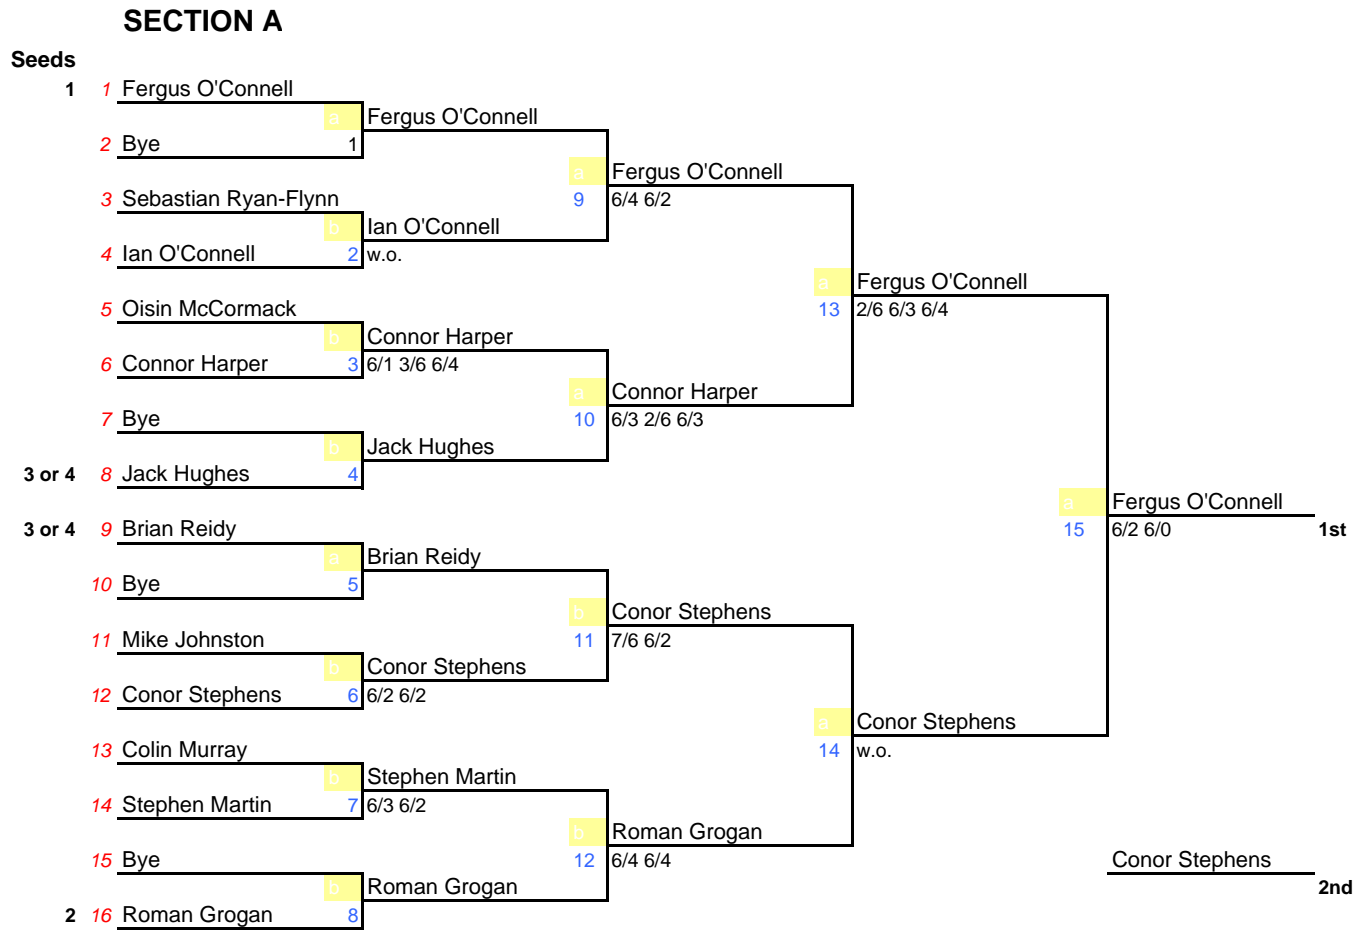 SECTION A
Seeds
1 1 Fergus O'Connell
a Fergus O'Connell
2 Bye 1
a Fergus O'Connell
3 Sebastian Ryan-Flynn 9 6/4 6/2
b Ian O'Connell
4 Ian O'Connell 2 w.o.
a Fergus O'Connell
5 Oisin McCormack 13 2/6 6/3 6/4
b Connor Harper
6 Connor Harper 3 6/1 3/6 6/4
a Connor Harper
7 Bye 10 6/3 2/6 6/3
b Jack Hughes
3 or 4 8 Jack Hughes 4
a Fergus O'Connell
3 or 4 9 Brian Reidy 15 6/2 6/0 1st
a Brian Reidy
10 Bye 5
b Conor Stephens
11 Mike Johnston 11 7/6 6/2
b Conor Stephens
12 Conor Stephens 6 6/2 6/2
a Conor Stephens
13 Colin Murray 14 w.o.
b Stephen Martin
14 Stephen Martin 7 6/3 6/2
b Roman Grogan
15 Bye 12 6/4 6/4 Conor Stephens
b Roman Grogan 2nd
2 16 Roman Grogan 8